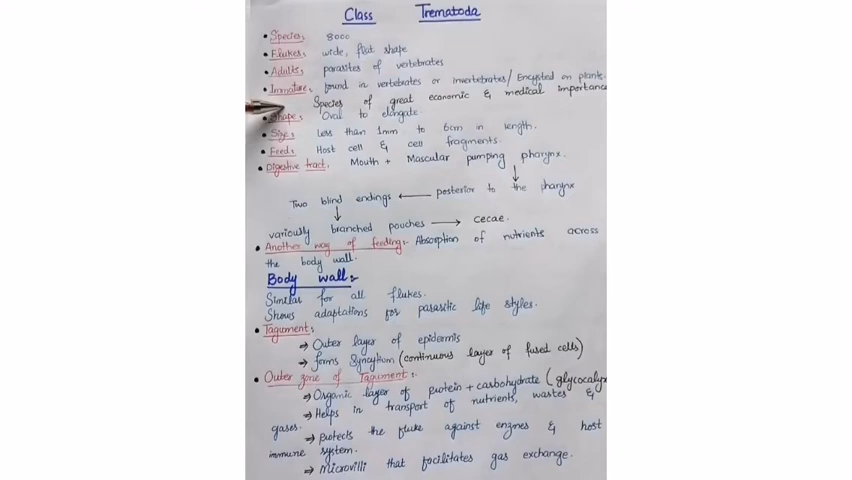 Class Trematoda
• Species: 8000
• Flukes: wide, flat shape
• Adults: parasites of vertebrates
• Immature: found in vertebrates or invertebrates/ Encysted on plants
Species of great economic & medical importance
• Shape: Oval to elongate.
• Size: Less than 1mm to 6cm in length.
• Feed: Host cell & cell fragments.
• Digestive tract: Mouth + Mascular pumping pharynx.
↓
Two blind endings ← posterior to the pharynx
↓
variously branched pouches → cecae.
• Another way of feeding:- Absorption of nutrients across
the body wall.
Body wall:-
Similar for all flukes.
Shows adaptations for parasitic life styles.
• Tagument:
⇒ Outer layer of epidermis
⇒ forms Syncytium (continuous layer of fused cells)
• Outer zone of Tagument:-
⇒ Organic layer of protein + carbohydrate (glycocalyx
⇒ Helps in transport of nutrients, wastes &
gases.
⇒ protects the fluke against enzines & host
immune system.
⇒ Microvilli that facilitates gas exchange.